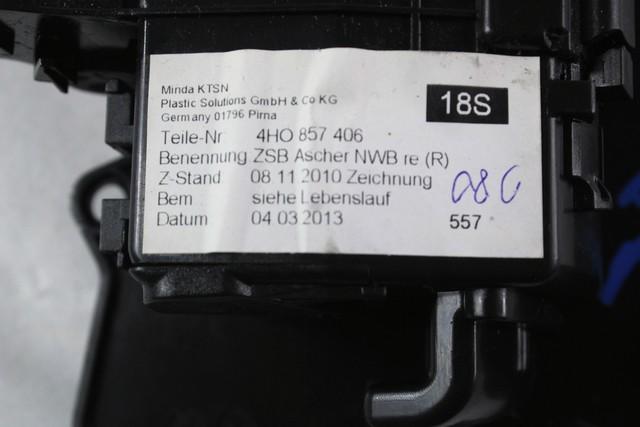 Minda KTSN
Plastic Solutions GmbH & Co KG
Germany 01796 Pirna
18S
Teile-Nr 4HO 857 406
Benennung ZSB Ascher NWB re (R)
Z-Stand 08 11 2010 Zeichnung
Bem siehe Lebenslauf
Datum 04 03 2013
557